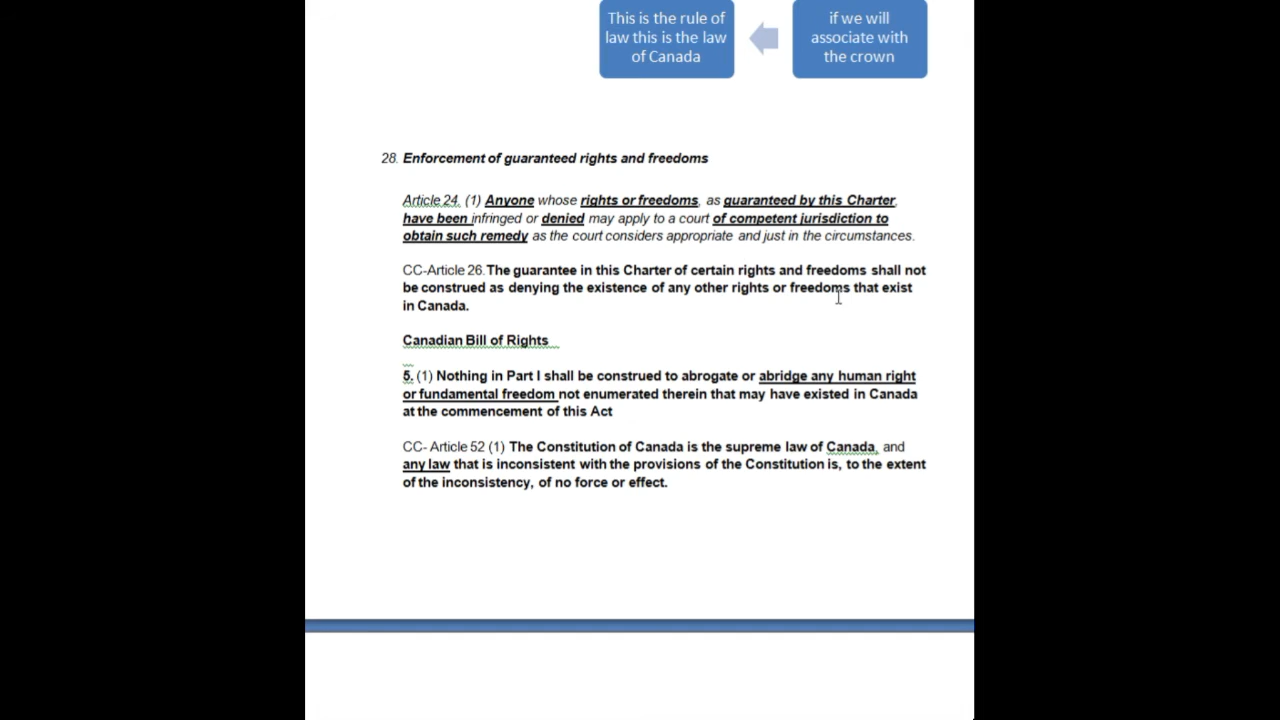 This is the rule of
law this is the law
of Canada
if we will
associate with
the crown
28. Enforcement of guaranteed rights and freedoms
Article 24. (1) Anyone whose rights or freedoms, as guaranteed by this Charter,
have been infringed or denied may apply to a court of competent jurisdiction to
obtain such remedy as the court considers appropriate and just in the circumstances.
CC-Article 26.The guarantee in this Charter of certain rights and freedoms shall not
be construed as denying the existence of any other rights or freedoms that exist
in Canada.
Canadian Bill of Rights
5. (1) Nothing in Part I shall be construed to abrogate or abridge any human right
or fundamental freedom not enumerated therein that may have existed in Canada
at the commencement of this Act
CC- Article 52 (1) The Constitution of Canada is the supreme law of Canada, and
any law that is inconsistent with the provisions of the Constitution is, to the extent
of the inconsistency, of no force or effect.